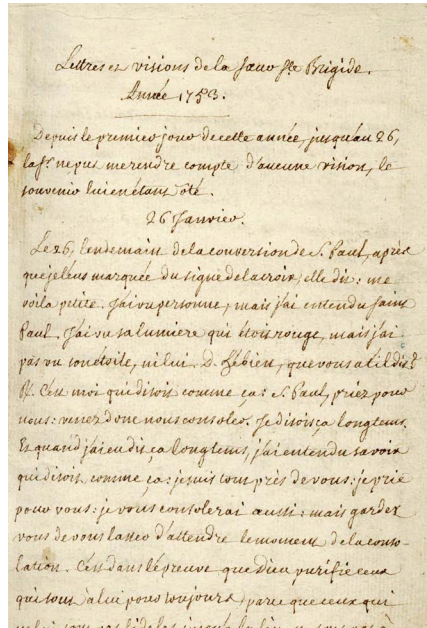 Lettres et visions de la sœur Ste Brigide.
Année 1753.
Depuis le premier jour de cette année, jusqu'au 26,
la sr ne put me rendre compte d'aucune vision, le
souvenir lui en étant ôté.
26 Janvier.
Le 26, lendemain de la conversion de S. Paul, après
que je l'eus marquée du signe de la croix, elle dit : me
voila petite. J'ai vu personne, mais j'ai entendu saint
Paul. J'ai vu sa lumiere qui étoit rouge, mais j'ai
pas vu son étoile, ni lui. D. hé bien, que vous a t il dit ?
R. C'est moi qui disoit comme ça : S. Paul, priez pour
nous : venez donc nous consoler. Je disois ça longtems.
Et quand j'ai eu dis ça longtems, j'ai entendu sa voix
qui disoit comme ça : je suis tout près de vous : je prie
pour vous : je vous consolerai aussi : mais gardez
vous de vous lasser d'attendre le moment de la conso-
lation. C'est dans l'épreuve que Dieu purifie ceux
qui sont à lui pour toujours, parce que ceux qui